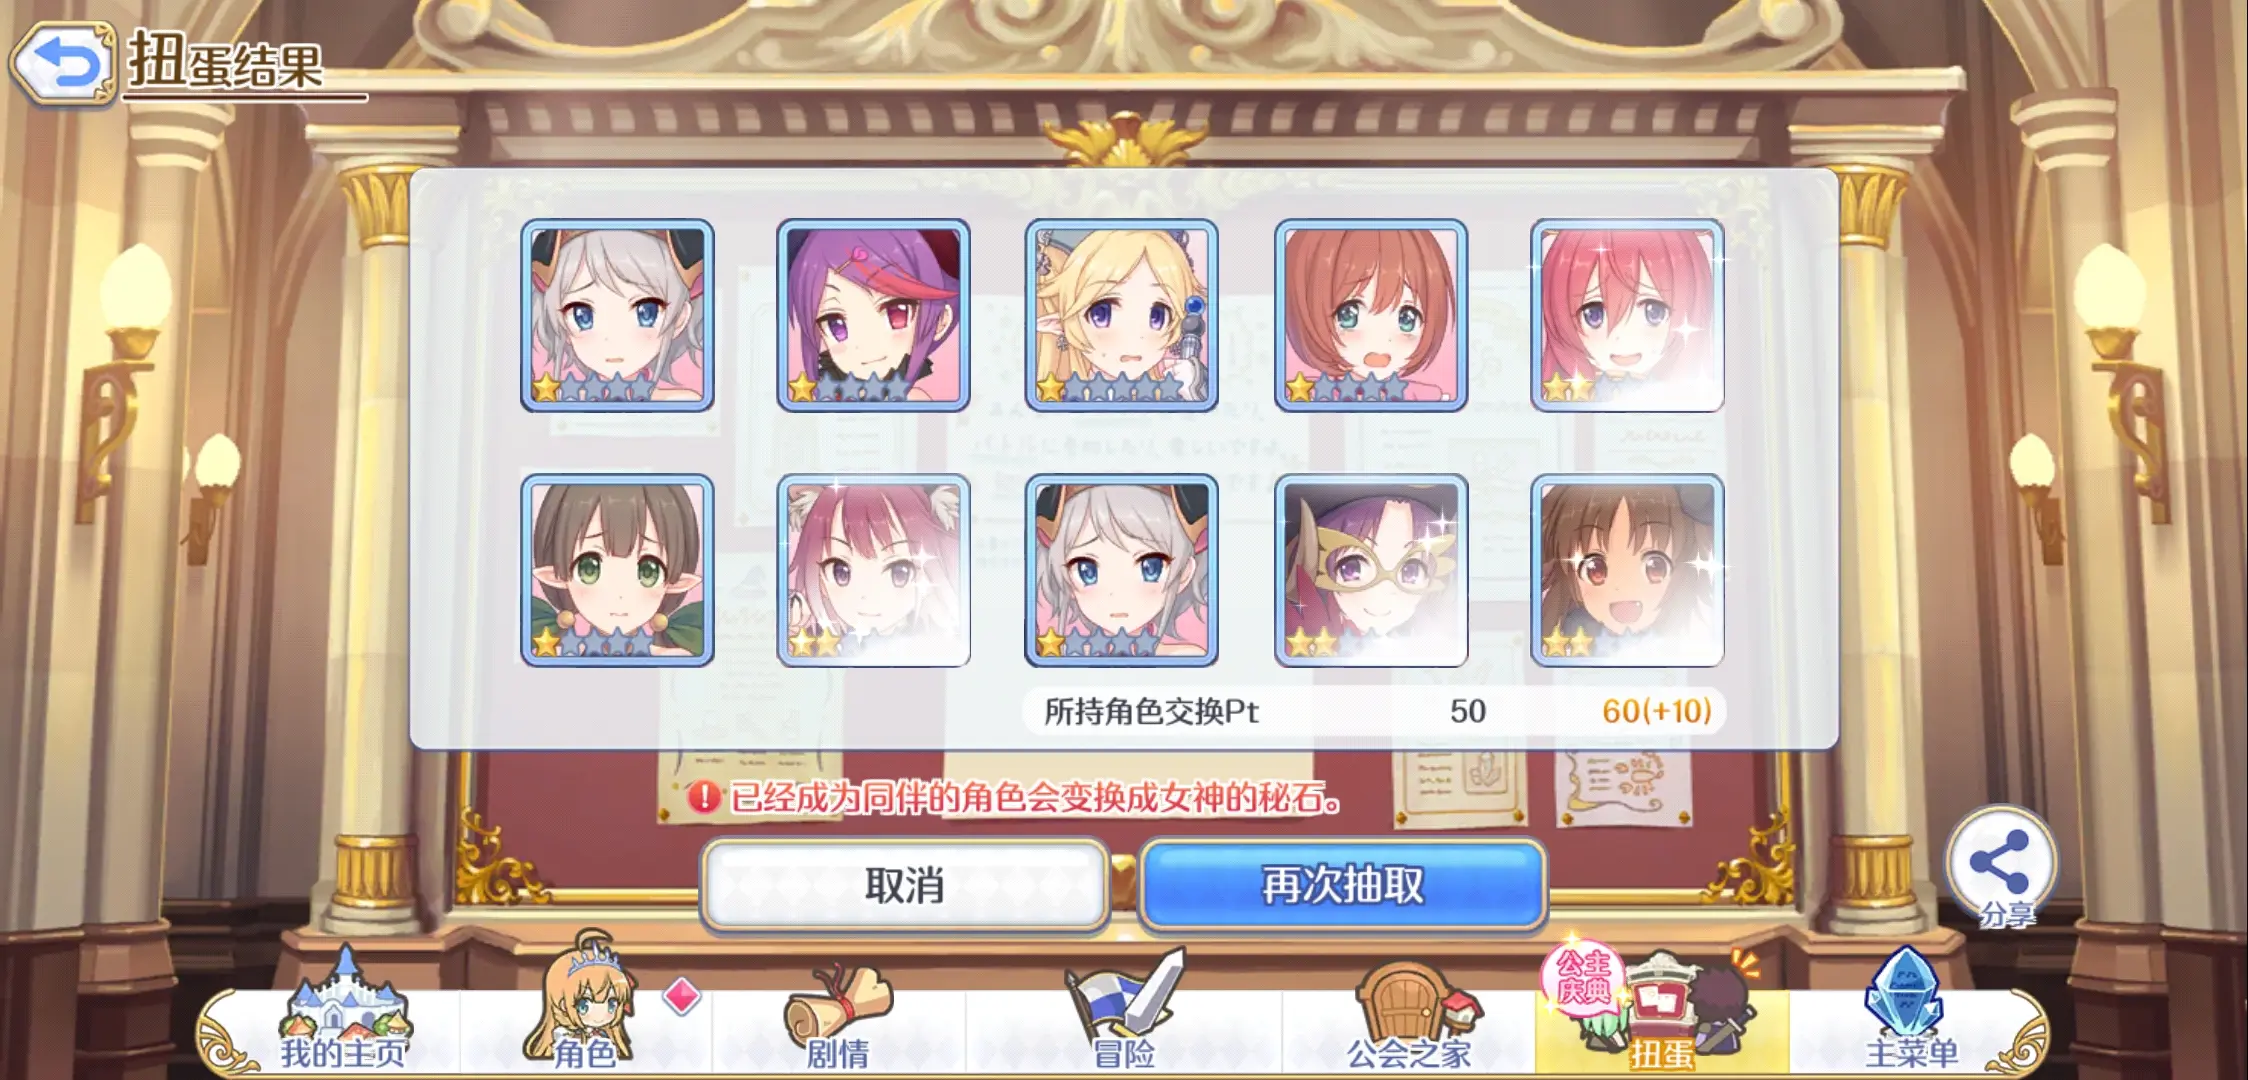 扭蛋结果
所持角色交换Pt 50 60(+10)
! 已经成为同伴的角色会变换成女神的秘石。
取消
再次抽取
分享
公主
庆典
我的主页
角色
剧情
冒险
公会之家
扭蛋
主菜单